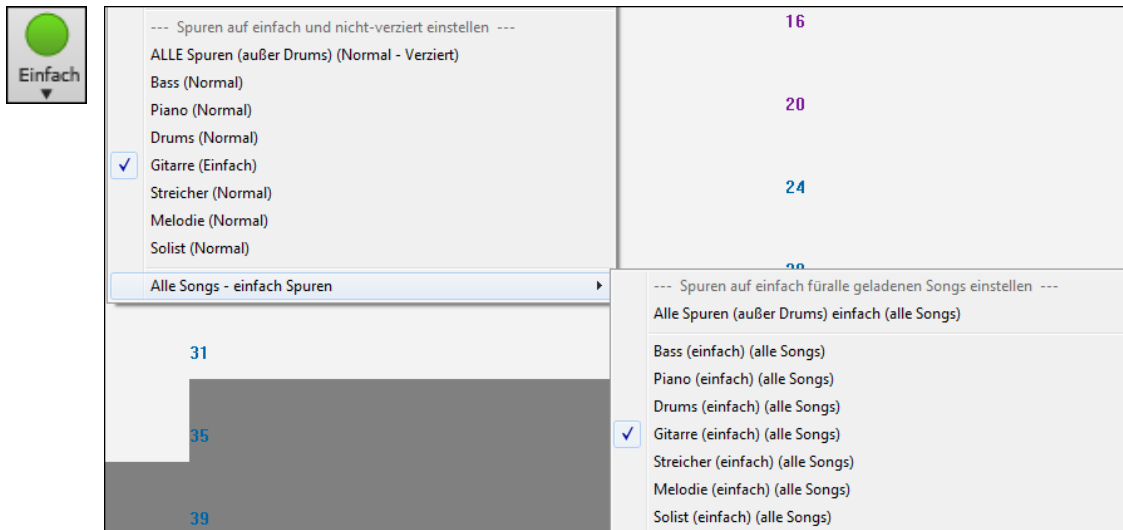 Einfach
--- Spuren auf einfach und nicht-verziert einstellen ---
ALLE Spuren (außer Drums) (Normal - Verziert)
Bass (Normal)
Piano (Normal)
Drums (Normal)
Gitarre (Einfach)
Streicher (Normal)
Melodie (Normal)
Solist (Normal)
Alle Songs - einfach Spuren
16
20
24
--- Spuren auf einfach füralle geladenen Songs einstellen ---
Alle Spuren (außer Drums) einfach (alle Songs)
Bass (einfach) (alle Songs)
Piano (einfach) (alle Songs)
Drums (einfach) (alle Songs)
Gitarre (einfach) (alle Songs)
Streicher (einfach) (alle Songs)
Melodie (einfach) (alle Songs)
Solist (einfach) (alle Songs)
31
35
39